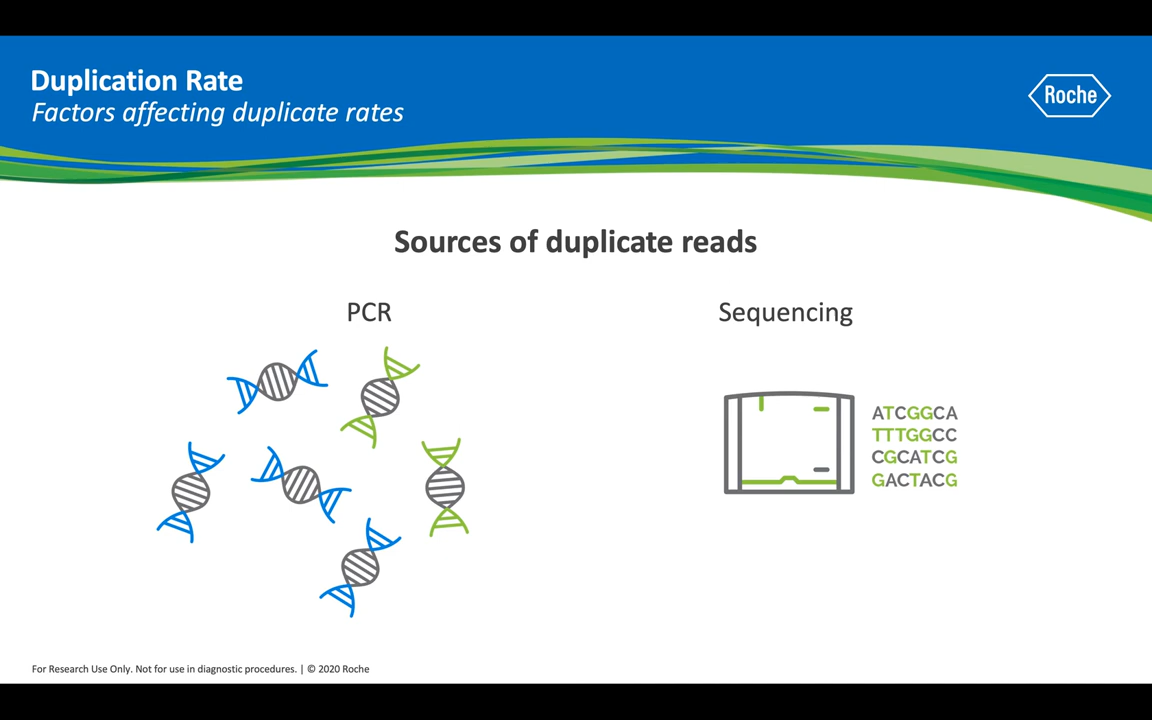 Duplication Rate
Factors affecting duplicate rates
Roche
Sources of duplicate reads
PCR
Sequencing
ATCGGCA
TTTGGCC
CGCATCG
GACTACG
For Research Use Only. Not for use in diagnostic procedures. | © 2020 Roche